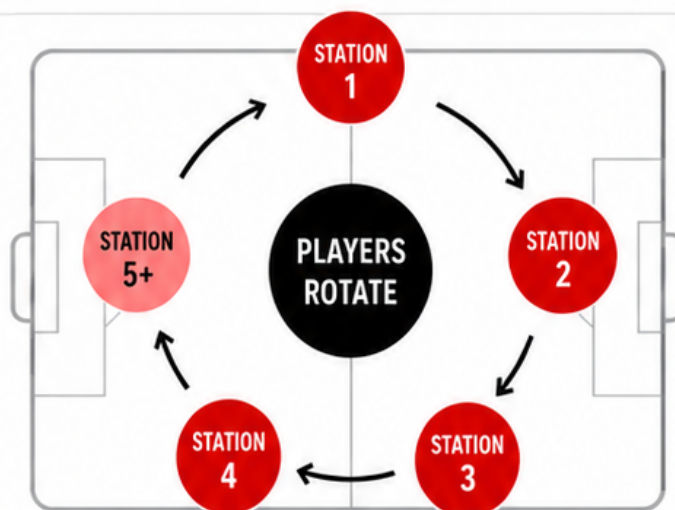 STATION
1
STATION
2
STATION
3
STATION
4
STATION
5+
PLAYERS
ROTATE